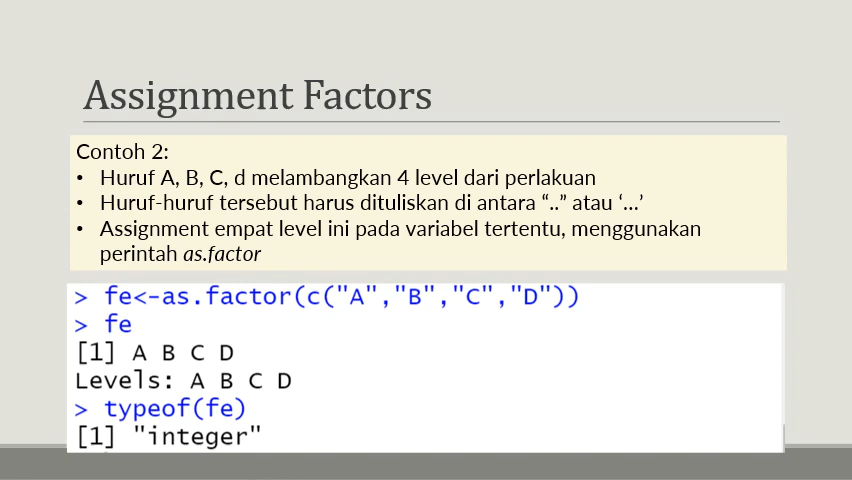 Assignment Factors
Contoh 2:
• Huruf A, B, C, d melambangkan 4 level dari perlakuan
• Huruf-huruf tersebut harus dituliskan di antara “..” atau ‘...’
• Assignment empat level ini pada variabel tertentu, menggunakan
perintah as.factor
> fe<-as.factor(c("A","B","C","D"))
> fe
[1] A B C D
Levels: A B C D
> typeof(fe)
[1] "integer"